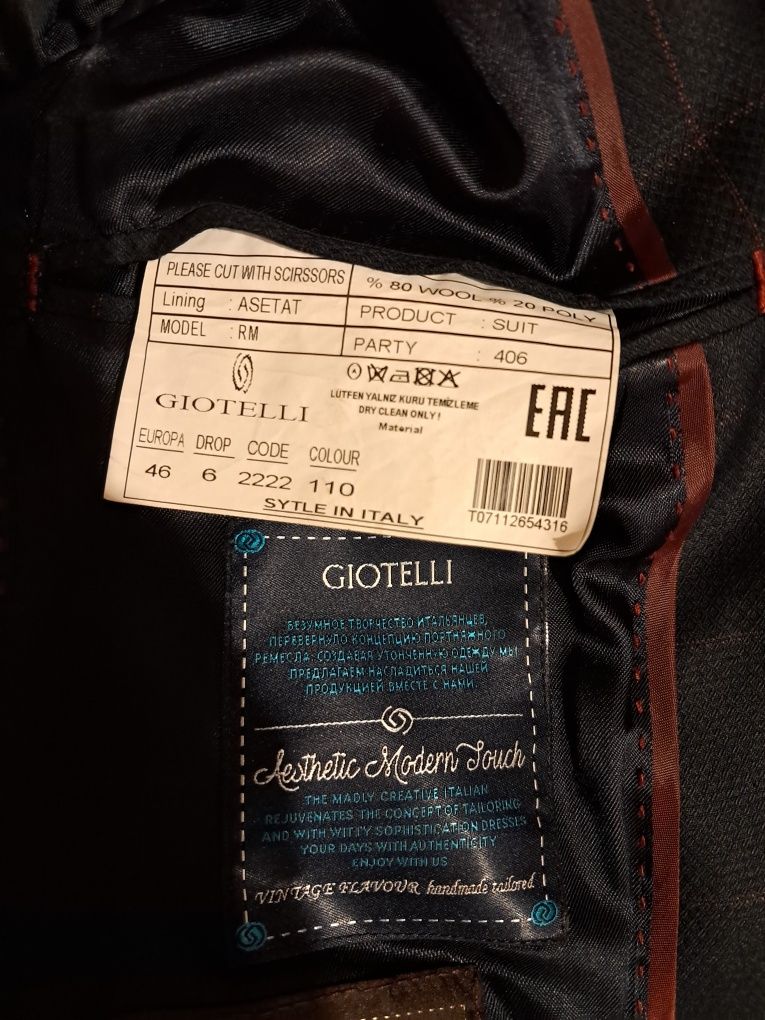 PLEASE CUT WITH SCIRSSORS
% 80 WOOL % 20 POLY
Lining : ASETAT
PRODUCT : SUIT
MODEL : RM
PARTY : 406
GIOTELLI
LÜTFEN YALNIZ KURU TEMİZLEME
DRY CLEAN ONLY !
Material
EAC
EUROPA DROP CODE COLOUR
46 6 2222 110
SYTLE IN ITALY
T07112654316
GIOTELLI
БЕЗУМНОЕ ТВОРЧЕСТВО ИТАЛЬЯНЦЕВ,
ПЕРЕВЕРНУЛО КОНЦЕПЦИЮ ПОРТНЯЖНОГО
РЕМЕСЛА. СОЗДАВАЯ УТОНЧЕННУЮ ОДЕЖДУ МЫ
ПРЕДЛАГАЕМ НАСЛАДИТЬСЯ НАШЕЙ
ПРОДУКЦИЕЙ ВМЕСТЕ С НАМИ.
Aesthetic Modern Touch
THE MADLY CREATIVE ITALIAN
REJUVENATES THE CONCEPT OF TAILORING
AND WITH WITTY SOPHISTICATION DRESSES
YOUR DAYS WITH AUTHENTICITY
ENJOY WITH US
VINTAGE FLAVOUR handmade tailored